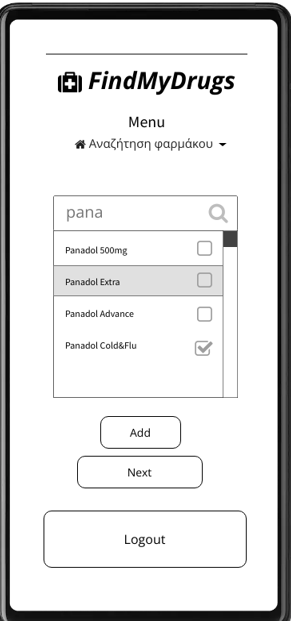 FindMyDrugs
Menu
Αναζήτηση φαρμάκου
pana
Panadol 500mg
Panadol Extra
Panadol Advance
Panadol Cold&Flu
Add
Next
Logout